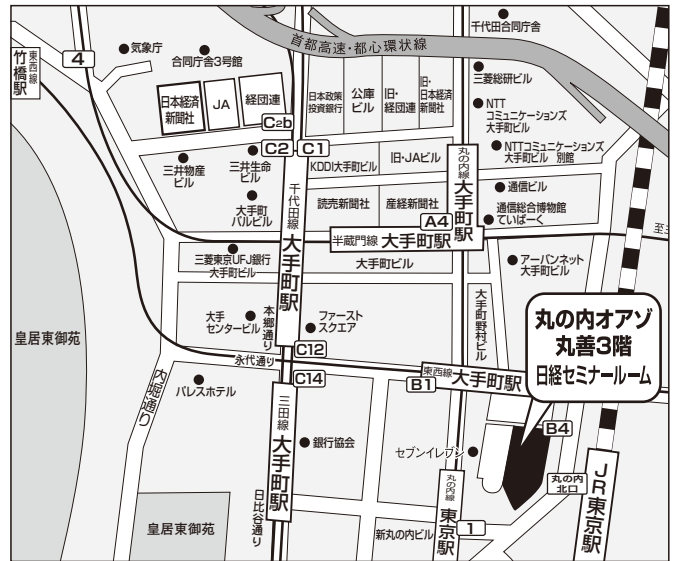 千代田合同庁舎
首都高速・都心環状線
東西線
竹橋駅
4
気象庁
合同庁舎3号館
三菱総研ビル
日本経済
新聞社
JA
経団連
日本政策
投資銀行
公庫
ビル
旧・
経団連
旧・
日本経済
新聞社
NTT
コミュニケーションズ
大手町ビル
C2b
C2
C1
NTTコミュニケーションズ
大手町ビル 別館
三井物産
ビル
三井生命
ビル
KDDI大手町ビル
旧・JAビル
丸の内線
大手町駅
通信ビル
大手町
パルビル
千代田線
大手町駅
読売新聞社
産経新聞社
通信総合博物館
ていぱーく
A4
半蔵門線 大手町駅
至三
三菱東京UFJ銀行
大手町ビル
大手町ビル
アーバンネット
大手町ビル
皇居東御苑
大手
センタービル
本郷通り
ファースト
スクエア
大手町野村ビル
丸の内オアゾ
丸善3階
日経セミナールーム
C12
永代通り
内堀通り
パレスホテル
C14
B1
東西線 大手町駅
三田線
大手町駅
銀行協会
セブンイレブン
B4
丸の内線
東京駅
丸の内
北口
JR東京駅
皇居東御苑
日比谷通り
新丸の内ビル
1